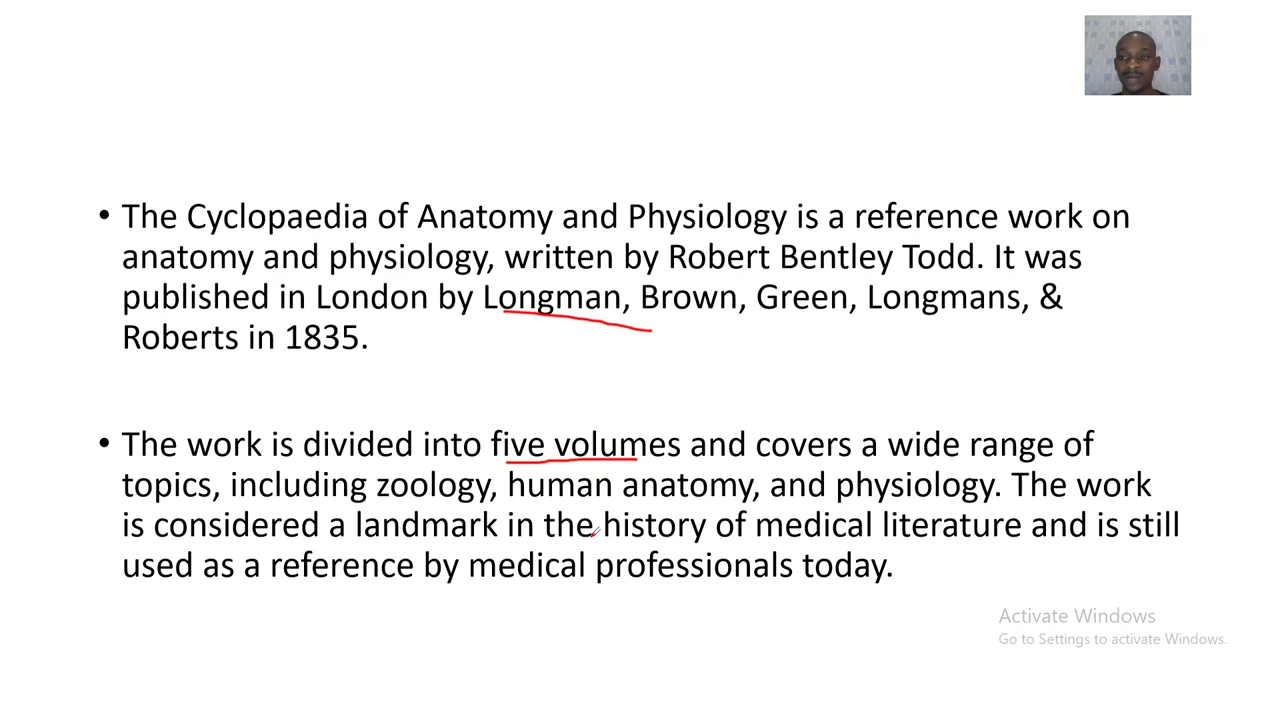 • The Cyclopaedia of Anatomy and Physiology is a reference work on
anatomy and physiology, written by Robert Bentley Todd. It was
published in London by Longman, Brown, Green, Longmans, &
Roberts in 1835.
• The work is divided into five volumes and covers a wide range of
topics, including zoology, human anatomy, and physiology. The work
is considered a landmark in the history of medical literature and is still
used as a reference by medical professionals today.
Activate Windows
Go to Settings to activate Windows.